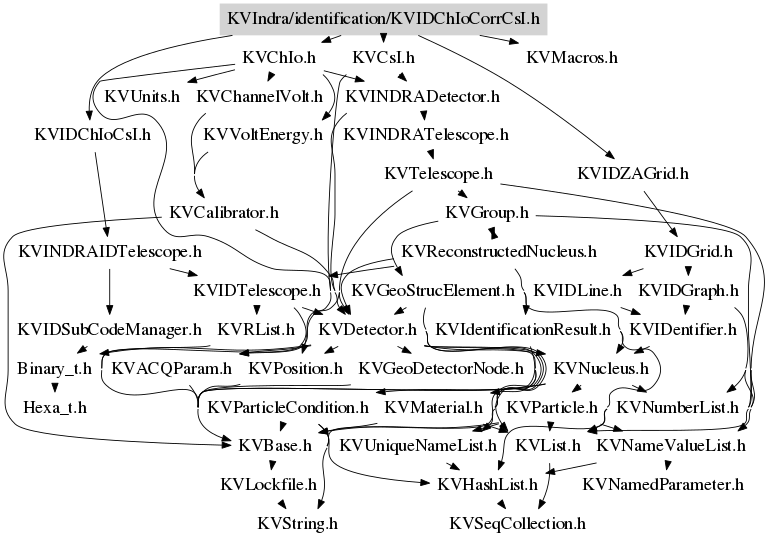 KVIndra/identification/KVIDChIoCorrCsI.h
KVChIo.h KVCsI.h KVMacros.h
KVUnits.h KVChannelVolt.h KVINDRADetector.h
KVIDChIoCsI.h KVVoltEnergy.h KVINDRATelescope.h
KVTelescope.h KVIDZAGrid.h
KVCalibrator.h KVGroup.h
KVINDRAIDTelescope.h KVReconstructedNucleus.h KVIDGrid.h
KVIDTelescope.h KVGeoStrucElement.h KVIDLine.h KVIDGraph.h
KVIDSubCodeManager.h KVRList.h KVDetector.h KVIdentificationResult.h KVIDentifier.h
Binary_t.h KVACQParam.h KVPosition.h KVGeoDetectorNode.h KVNucleus.h
Hexa_t.h KVParticleCondition.h KVMaterial.h KVParticle.h KVNumberList.h
KVBase.h KVUniqueNameList.h KVList.h KVNameValueList.h
KVLockfile.h KVHashList.h KVNamedParameter.h
KVString.h KVSeqCollection.h